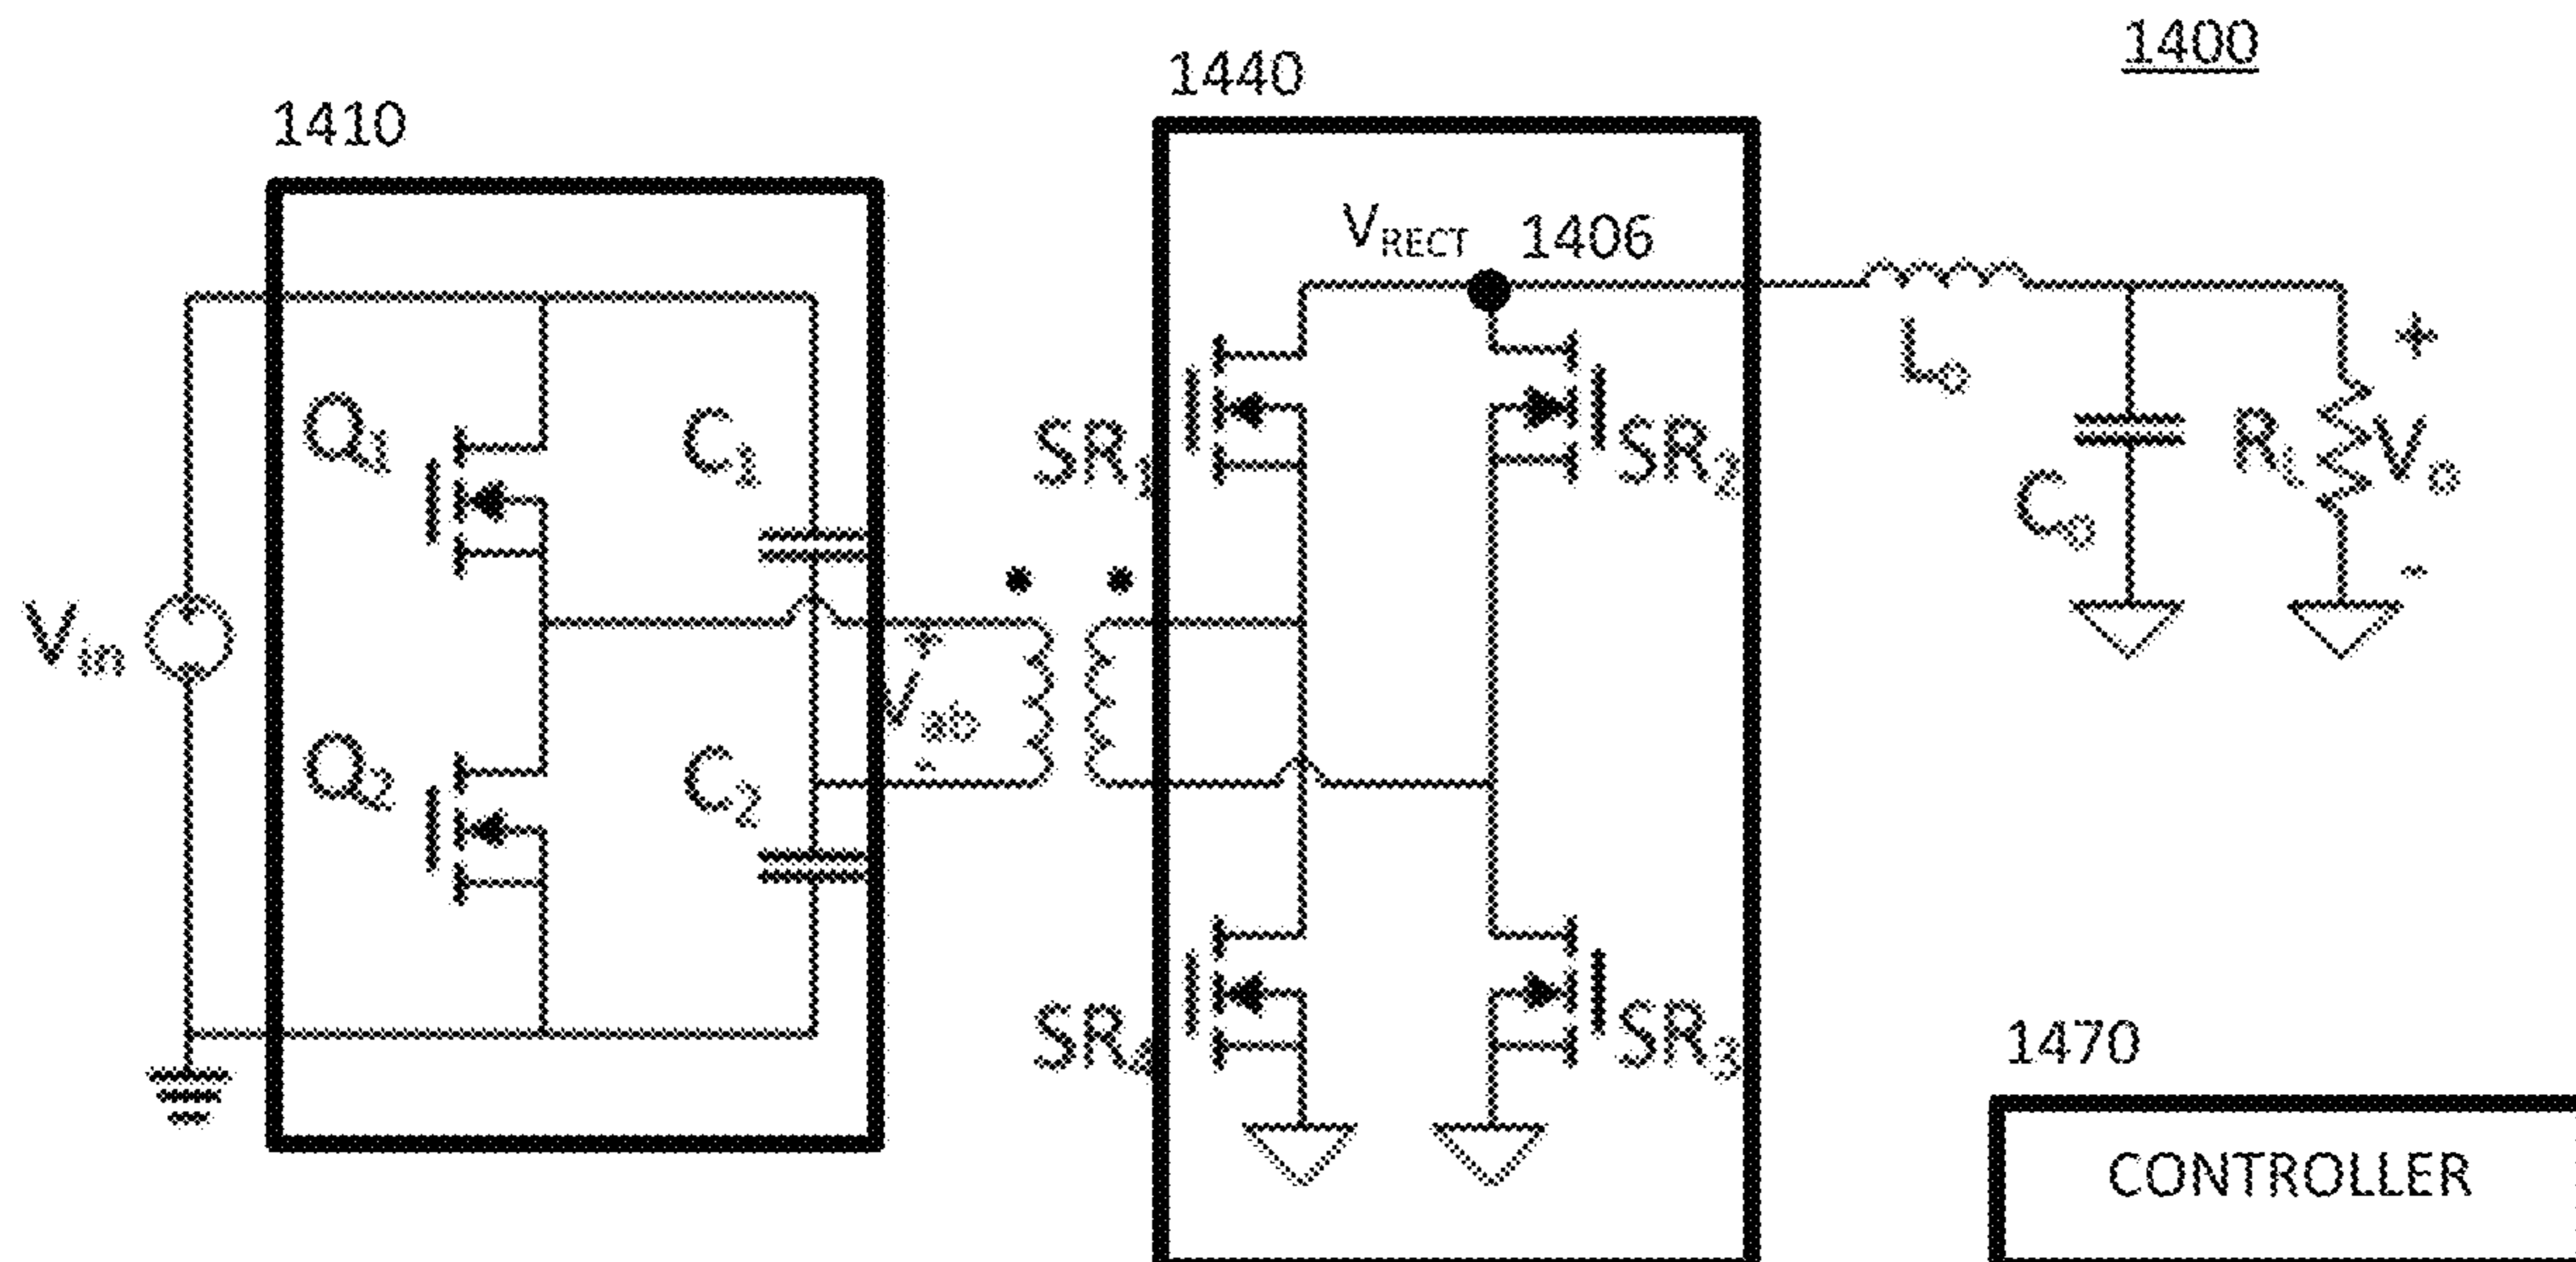 1400
1440
1410
V_RECT 1406
Q1
C1
SR1
SR2
Lo
Co
RL
Vo
+
-
Vin
+
Vab
-
Q2
C2
SR4
SR3
1470
CONTROLLER